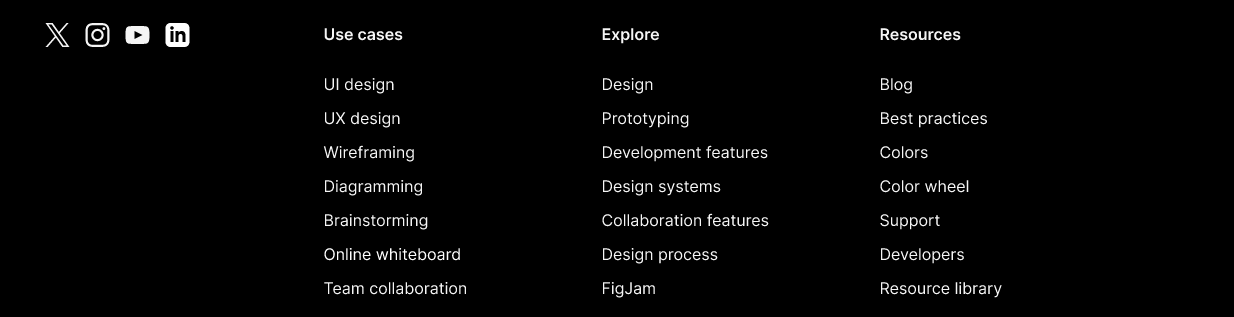 Use cases
UI design
UX design
Wireframing
Diagramming
Brainstorming
Online whiteboard
Team collaboration
Explore
Design
Prototyping
Development features
Design systems
Collaboration features
Design process
FigJam
Resources
Blog
Best practices
Colors
Color wheel
Support
Developers
Resource library